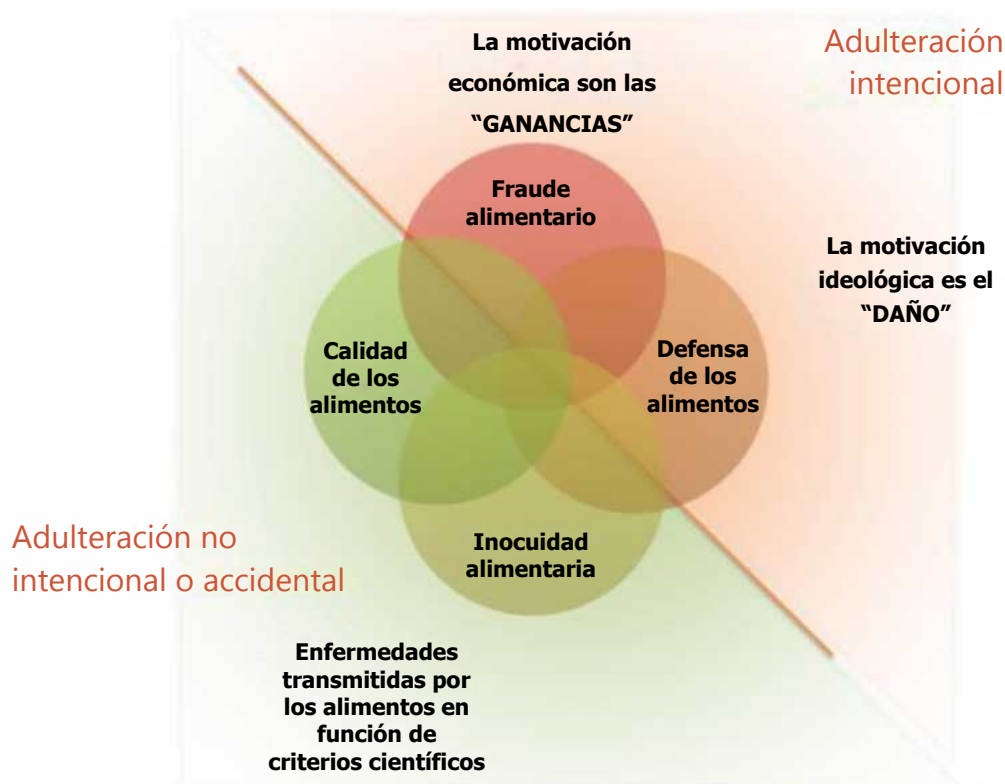 La motivación
económica son las
“GANANCIAS”
Adulteración
intencional
Fraude
alimentario
La motivación
ideológica es el
“DAÑO”
Calidad
de los
alimentos
Defensa
de los
alimentos
Adulteración no
intencional o accidental
Inocuidad
alimentaria
Enfermedades
transmitidas por
los alimentos en
función de
criterios científicos